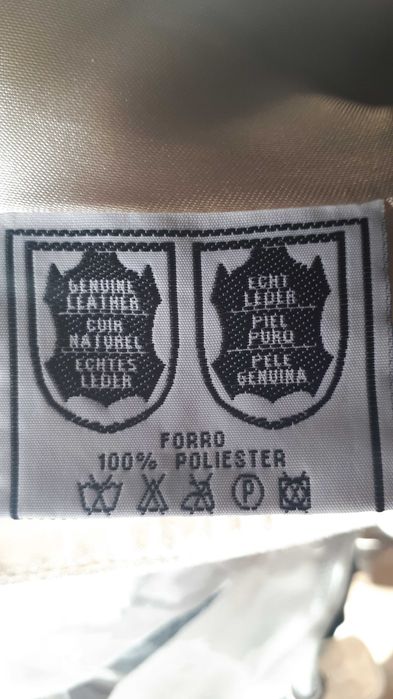 GENUINE
LEATHER
CUIR
NATUREL
ECHTES
LEDER
ECHT
LEDER
PIEL
PURO
PELE
GENUINA
FORRO
100% POLIESTER
P